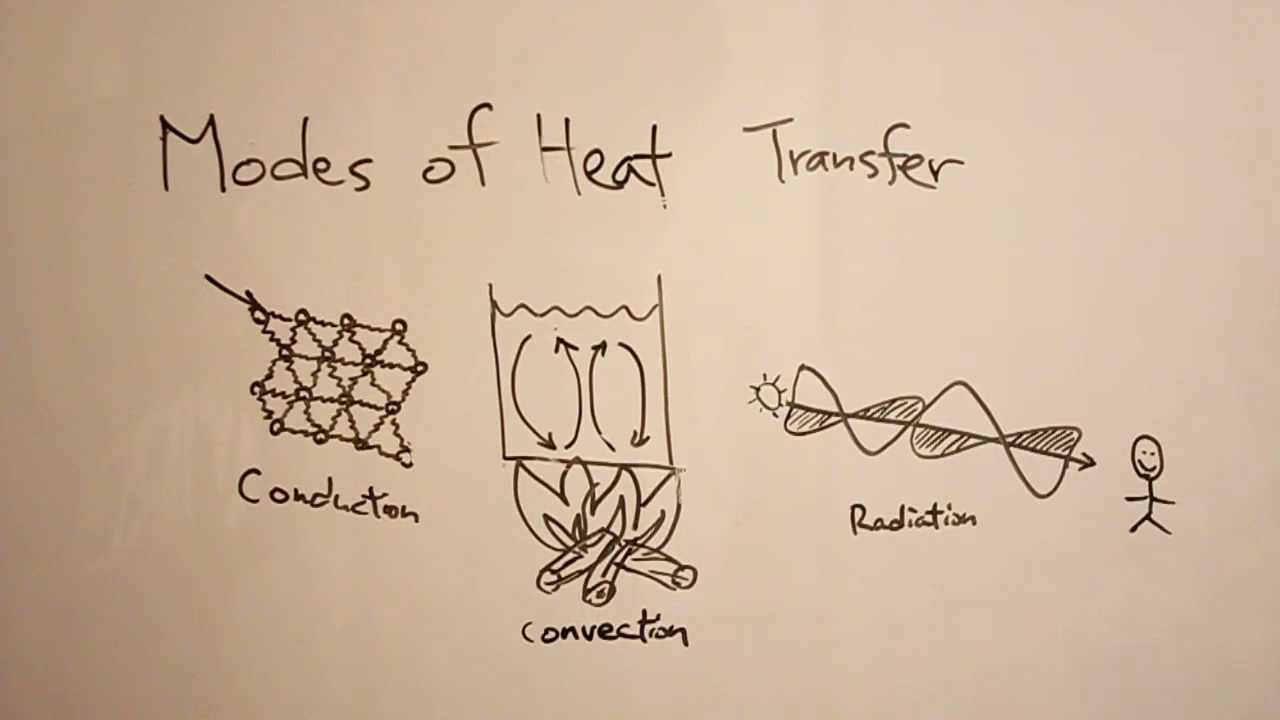 Modes of Heat Transfer
Conduction
Convection
Radiation